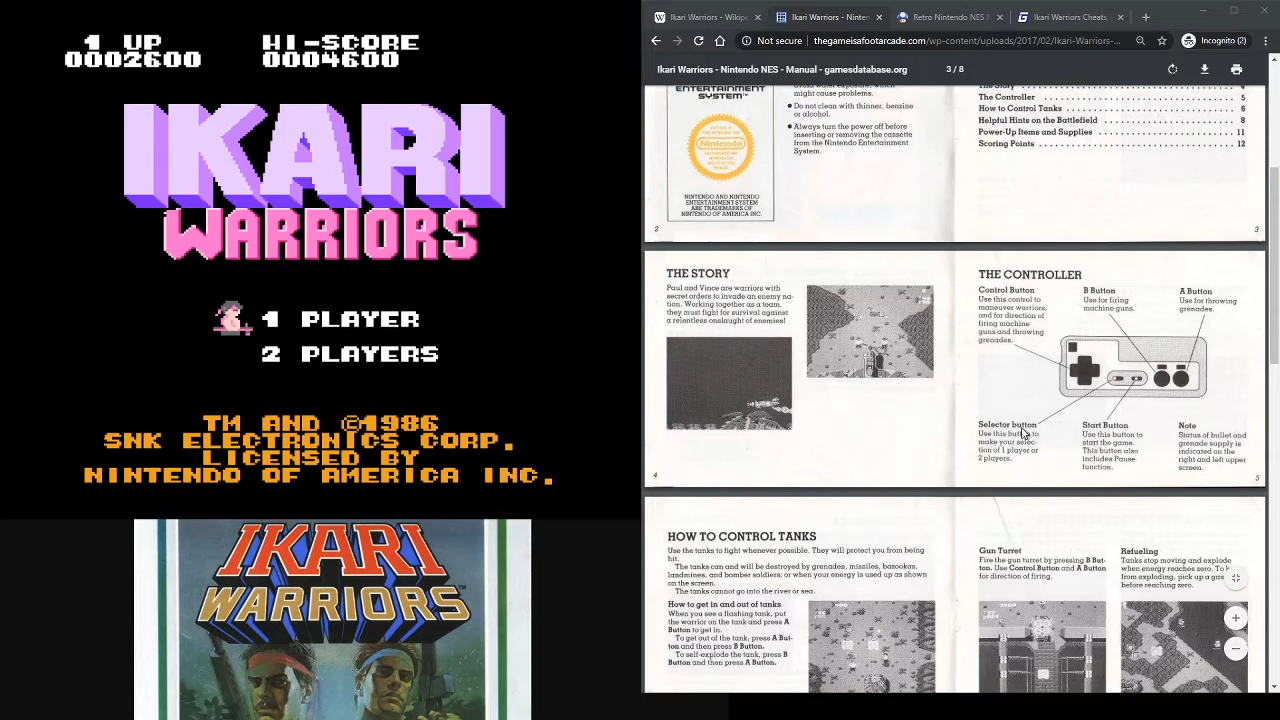 1 UP HI-SCORE
0002600 0004600
IKARI
WARRIORS
1 PLAYER
2 PLAYERS
TM AND ©1986
SNK ELECTRONICS CORP.
LICENSED BY
NINTENDO OF AMERICA INC.
IKARI
WARRIORS™
Ikari Warriors - Wikipe
Ikari Warriors - Ninten
Retro Nintendo NES
Ikari Warriors Cheats,
Not secure
thegameisafootarcade.com/wp-content/uploads/2017/02/Ikari-Warriors-...
Incognito (2)
Ikari Warriors - Nintendo NES - Manual - gamesdatabase.org
3 / 8
ENTERTAINMENT
SYSTEM™
Nintendo
NINTENDO AND NINTENDO
ENTERTAINMENT SYSTEM
ARE TRADEMARKS OF
NINTENDO OF AMERICA INC.
2
avoid water exposure, which
might cause problems.
● Do not clean with thinner, benzine
or alcohol.
● Always turn the power off before
inserting or removing the cassette
from the Nintendo Entertainment
System.
The Story 4
The Controller 5
How to Control Tanks 6
Helpful Hints on the Battlefield 8
Power-Up Items and Supplies 11
Scoring Points 12
3
THE STORY
Paul and Vince are warriors with
secret orders to invade an enemy na-
tion. Working together as a team,
they must fight for survival against
a relentless onslaught of enemies!
4
THE CONTROLLER
Control Button
Use this control to
maneuver warriors,
and for direction of
firing machine
guns and throwing
grenades.
B Button
Use for firing
machine guns.
A Button
Use for throwing
grenades.
Selector button
Use this button to
make your selec-
tion of 1 player or
2 players.
Start Button
Use this button to
start the game.
This button also
includes Pause
function.
Note
Status of bullet and
grenade supply is
indicated on the
right and left upper
screen.
5
HOW TO CONTROL TANKS
Use the tanks to fight whenever possible. They will protect you from being
hit.
The tanks can and will be destroyed by grenades, missiles, bazookas,
landmines, and bomber soldiers; or when your energy is used up as shown
on the screen.
The tanks cannot go into the river or sea.
How to get in and out of tanks
When you see a flashing tank, put
the warrior on the tank and press A
Button to get in.
To get out of the tank, press A But-
ton and then press B Button.
To self-explode the tank, press B
Button and then press A Button.
Gun Turret
Fire the gun turret by pressing B But-
ton. Use Control Button and A Button
for direction of firing.
Refueling
Tanks stop moving and explode
when energy reaches zero. To
from exploding, pick up a gas
before reaching zero.